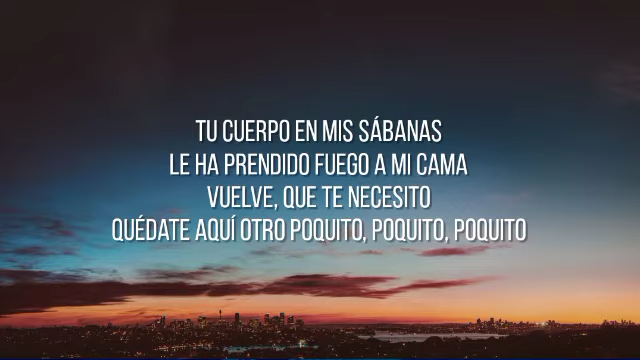 TU CUERPO EN MIS SÁBANAS
LE HA PRENDIDO FUEGO A MI CAMA
VUELVE, QUE TE NECESITO
QUÉDATE AQUÍ OTRO POQUITO, POQUITO, POQUITO